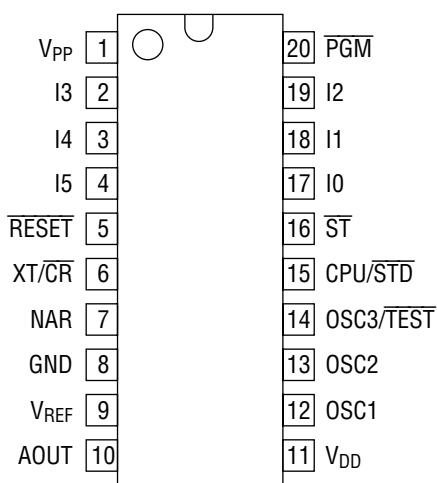 VPP 1 20 PGM
I3 2 19 I2
I4 3 18 I1
I5 4 17 I0
RESET 5 16 ST
XT/CR 6 15 CPU/STD
NAR 7 14 OSC3/TEST
GND 8 13 OSC2
VREF 9 12 OSC1
AOUT 10 11 VDD